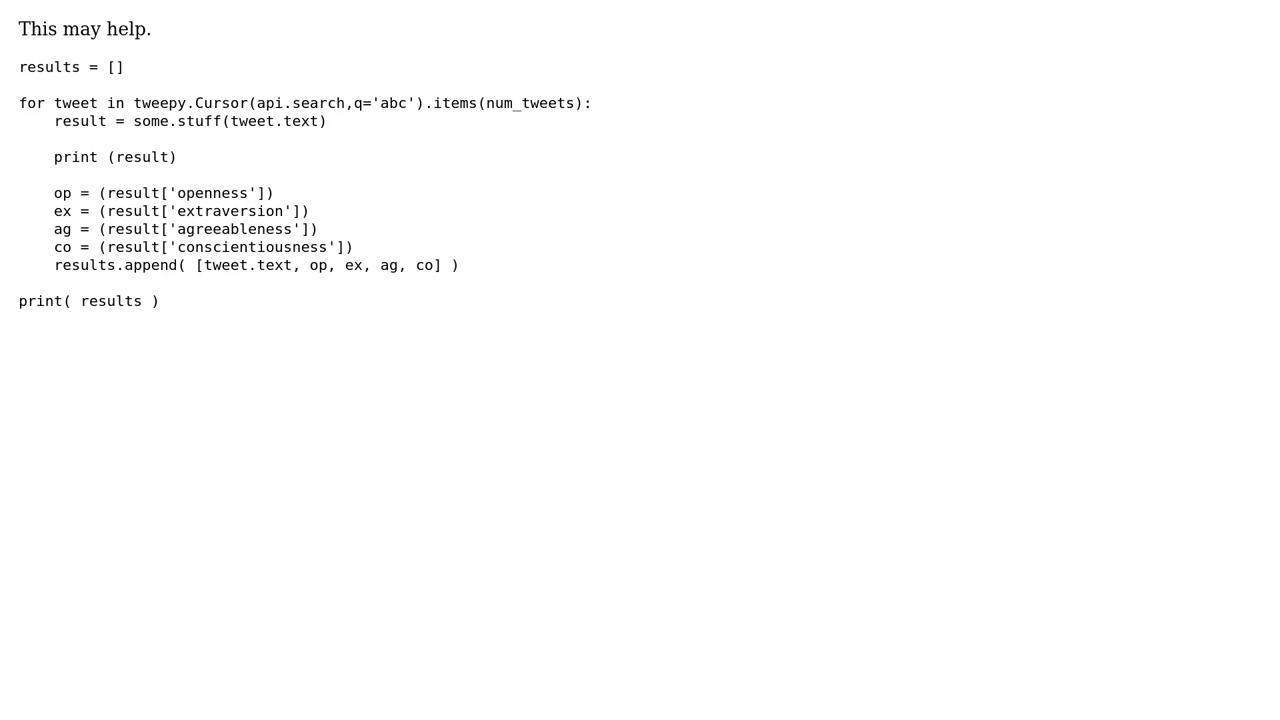 This may help.
results = []
for tweet in tweepy.Cursor(api.search,q='abc').items(num_tweets):
    result = some.stuff(tweet.text)
    print (result)
    op = (result['openness'])
    ex = (result['extraversion'])
    ag = (result['agreeableness'])
    co = (result['conscientiousness'])
    results.append( [tweet.text, op, ex, ag, co] )
print( results )